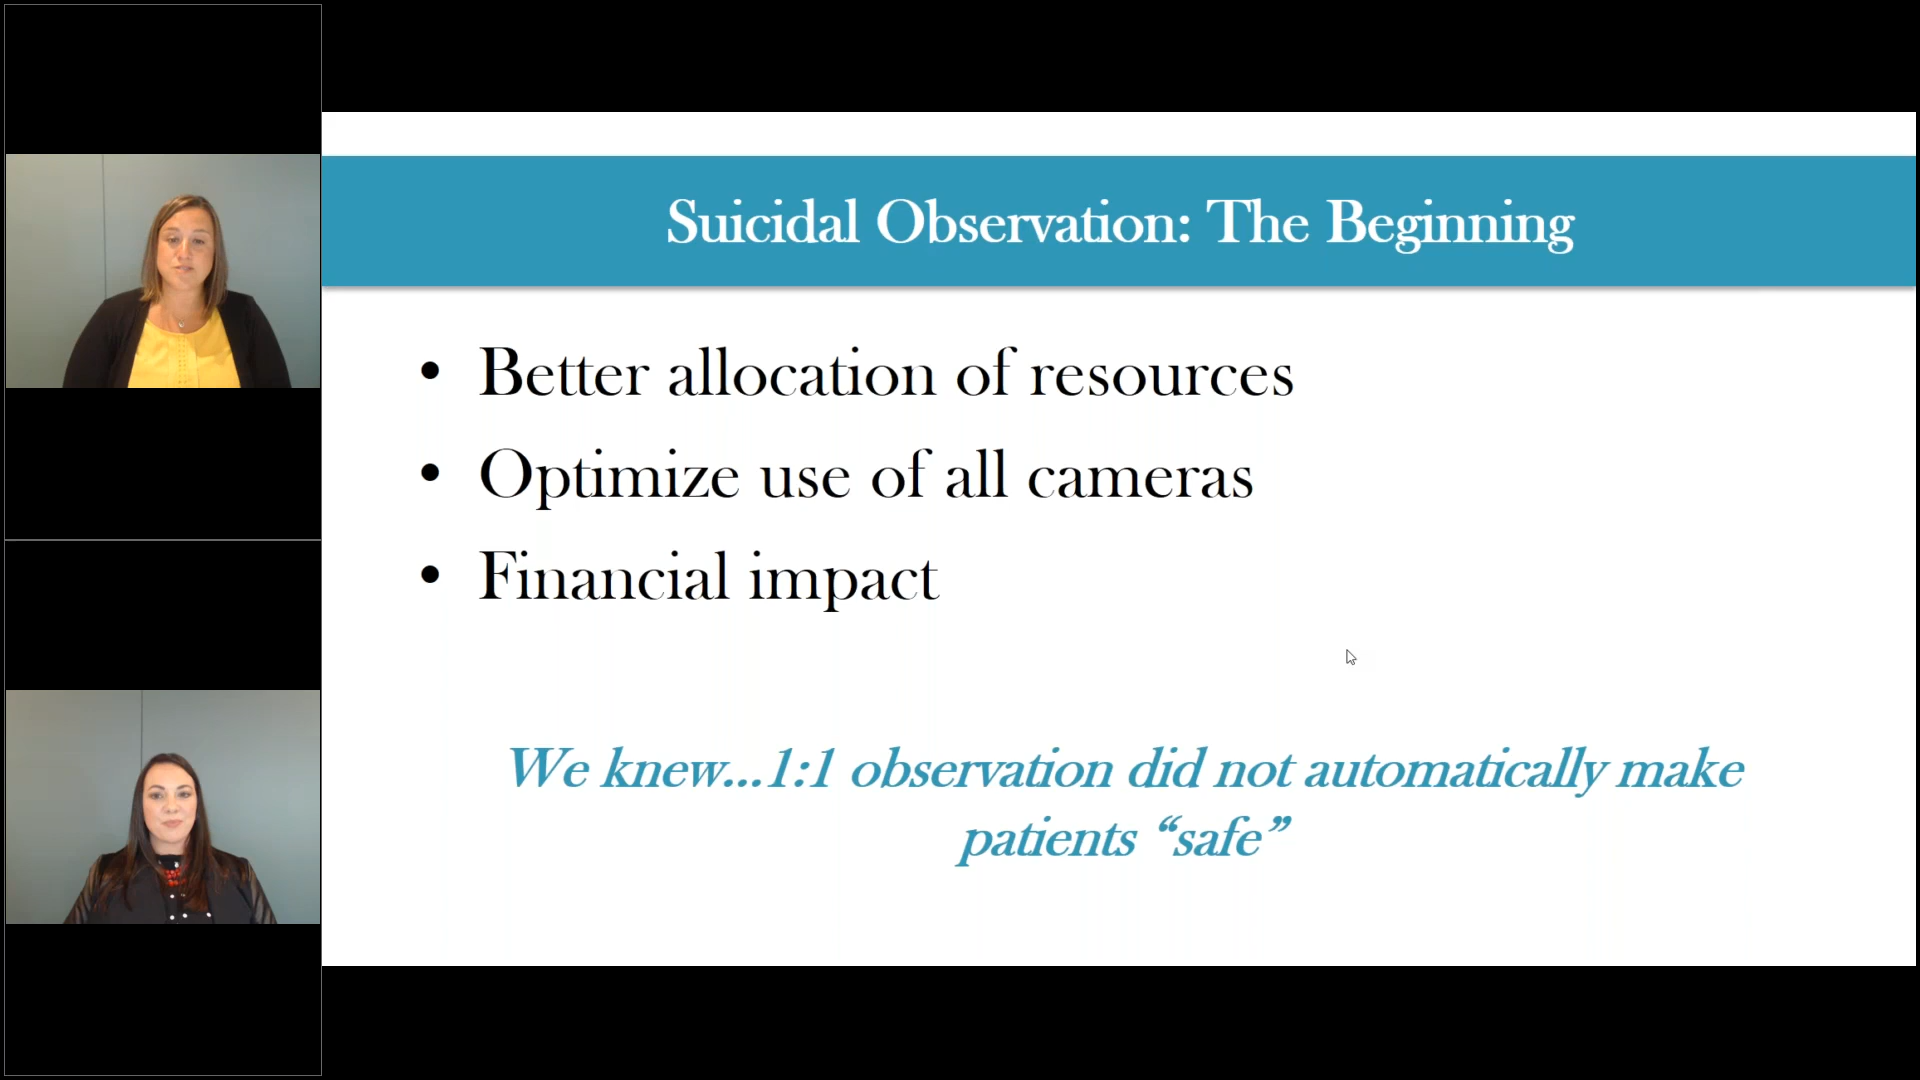 Suicidal Observation: The Beginning
• Better allocation of resources
• Optimize use of all cameras
• Financial impact
We knew...1:1 observation did not automatically make
patients “safe”